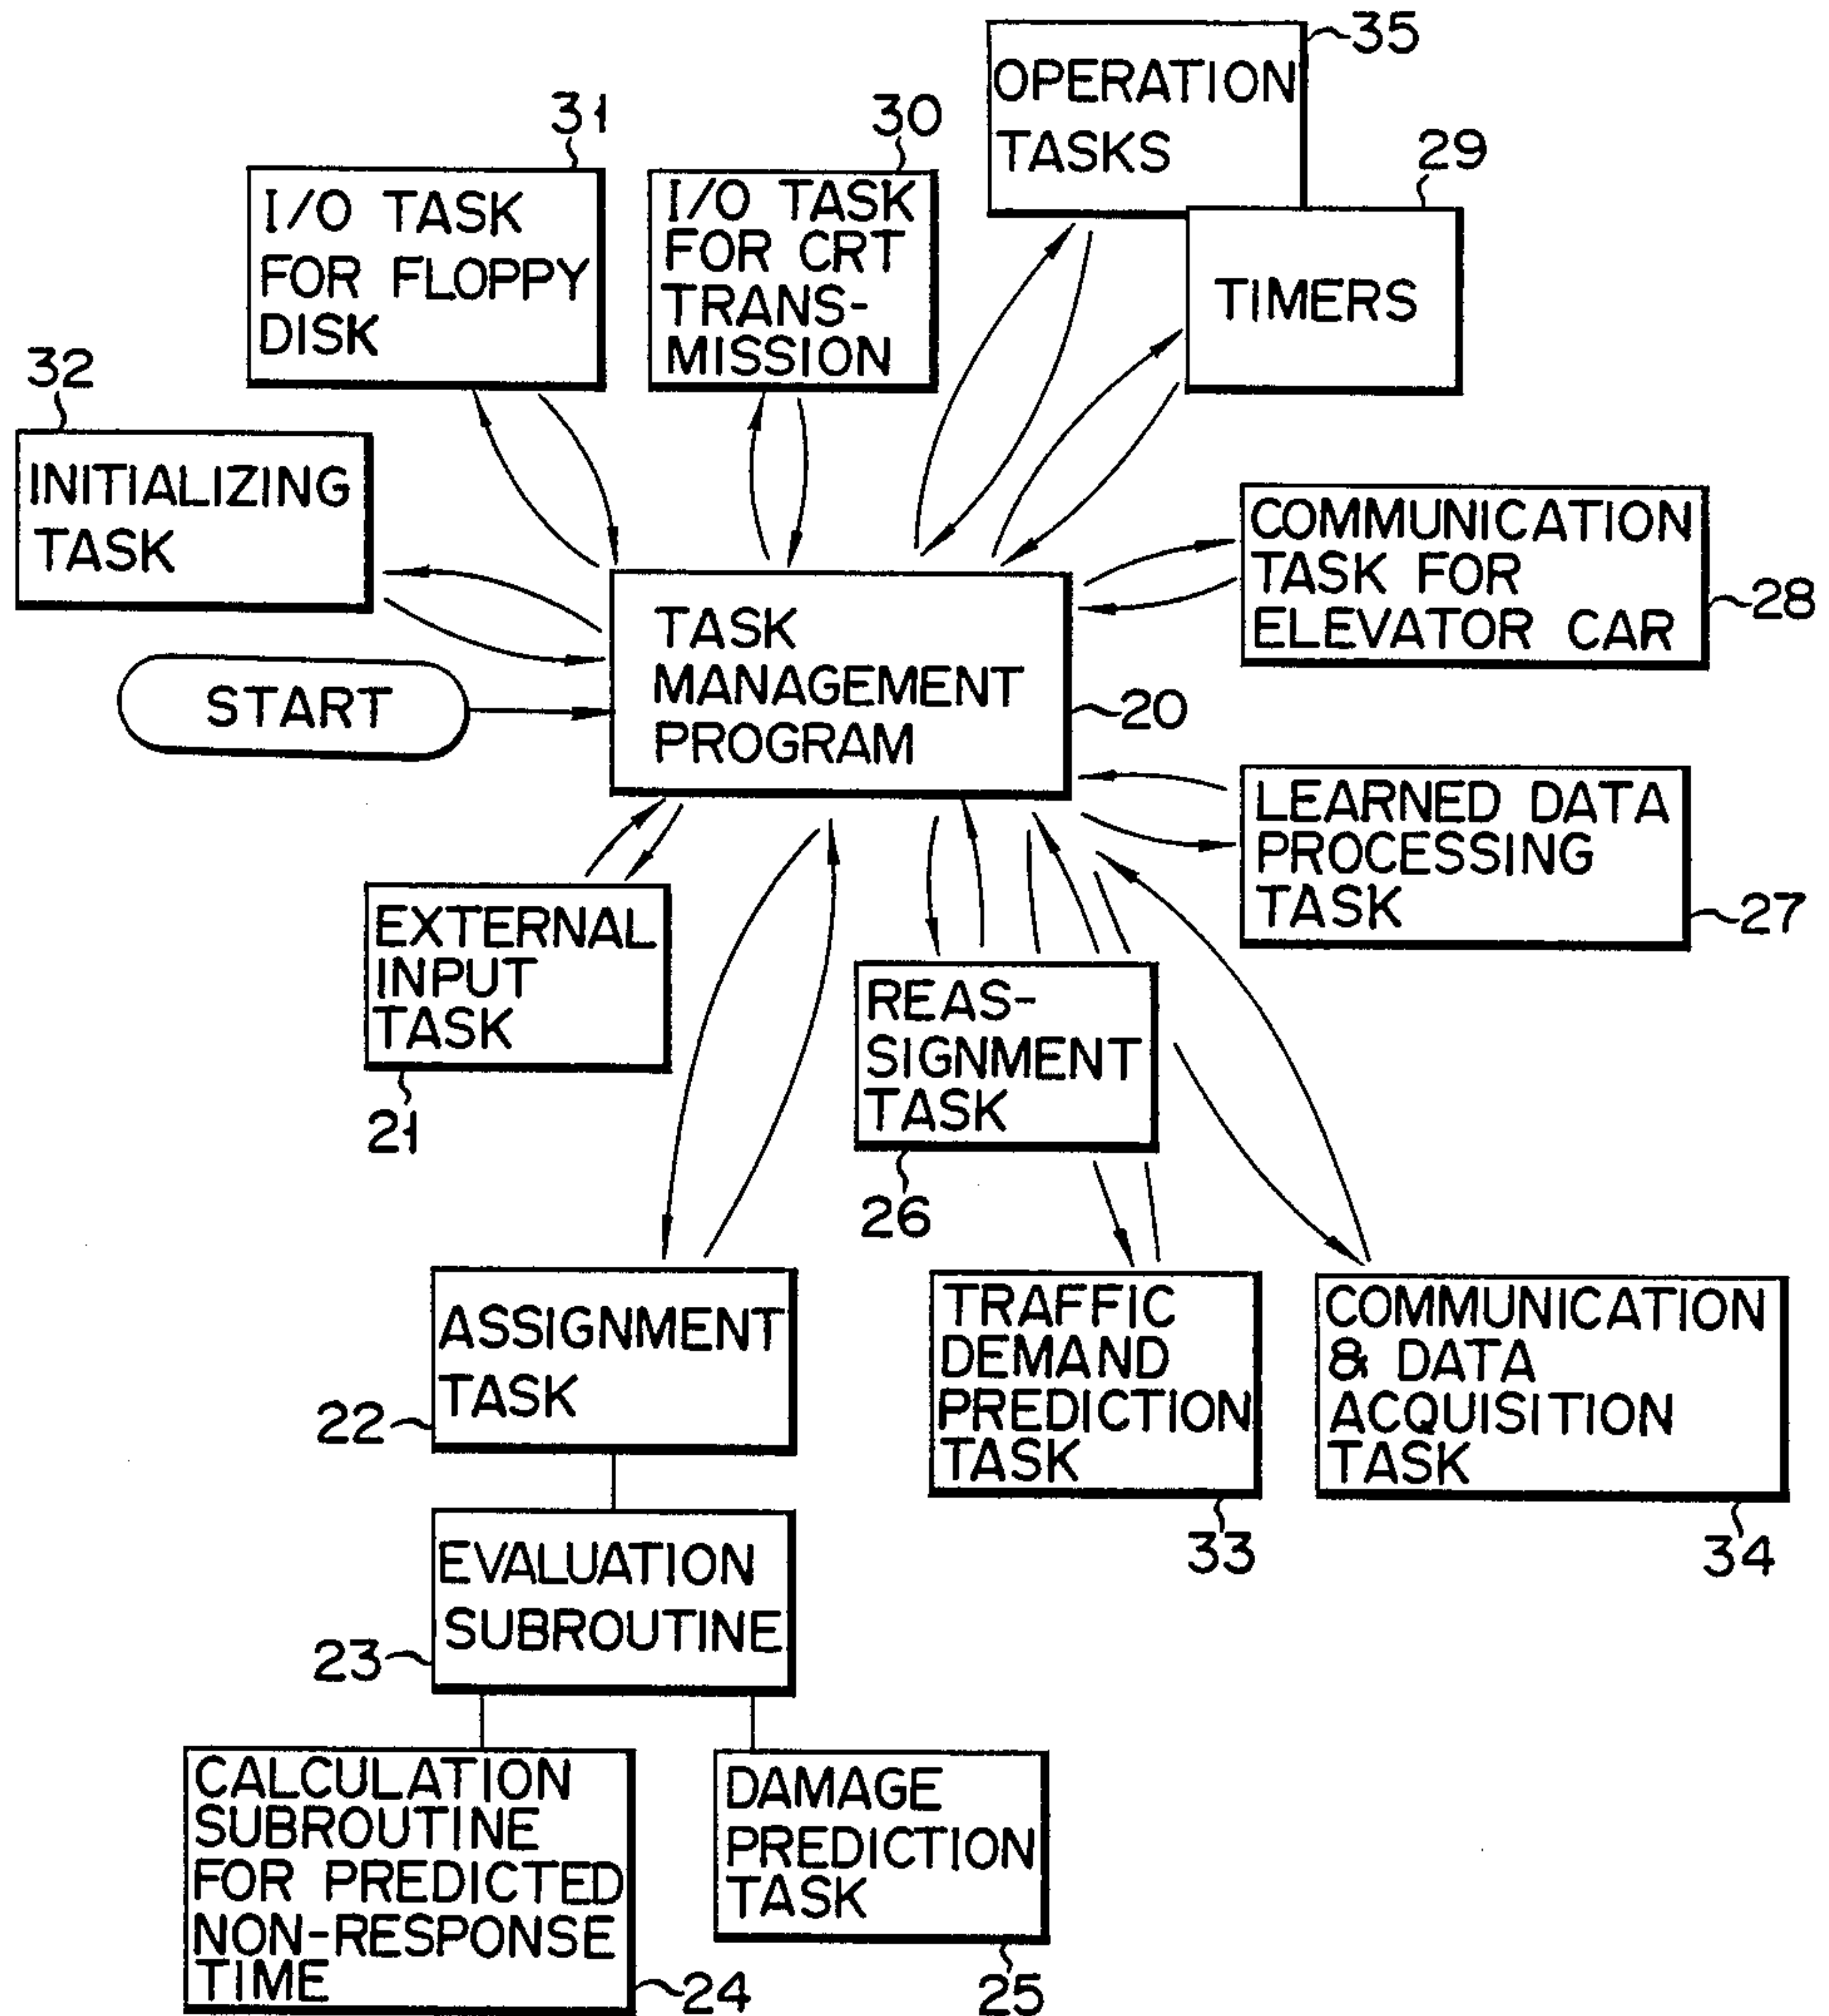 35
OPERATION
TASKS
31
30
29
I/O TASK
FOR FLOPPY
DISK
I/O TASK
FOR CRT
TRANS-
MISSION
TIMERS
32
INITIALIZING
TASK
COMMUNICATION
TASK FOR
ELEVATOR CAR
28
START
TASK
MANAGEMENT
PROGRAM
20
LEARNED DATA
PROCESSING
TASK
27
EXTERNAL
INPUT
TASK
21
REAS-
SIGNMENT
TASK
26
ASSIGNMENT
TASK
22
TRAFFIC
DEMAND
PREDICTION
TASK
33
COMMUNICATION
& DATA
ACQUISITION
TASK
34
EVALUATION
SUBROUTINE
23
CALCULATION
SUBROUTINE
FOR PREDICTED
NON-RESPONSE
TIME
24
DAMAGE
PREDICTION
TASK
25